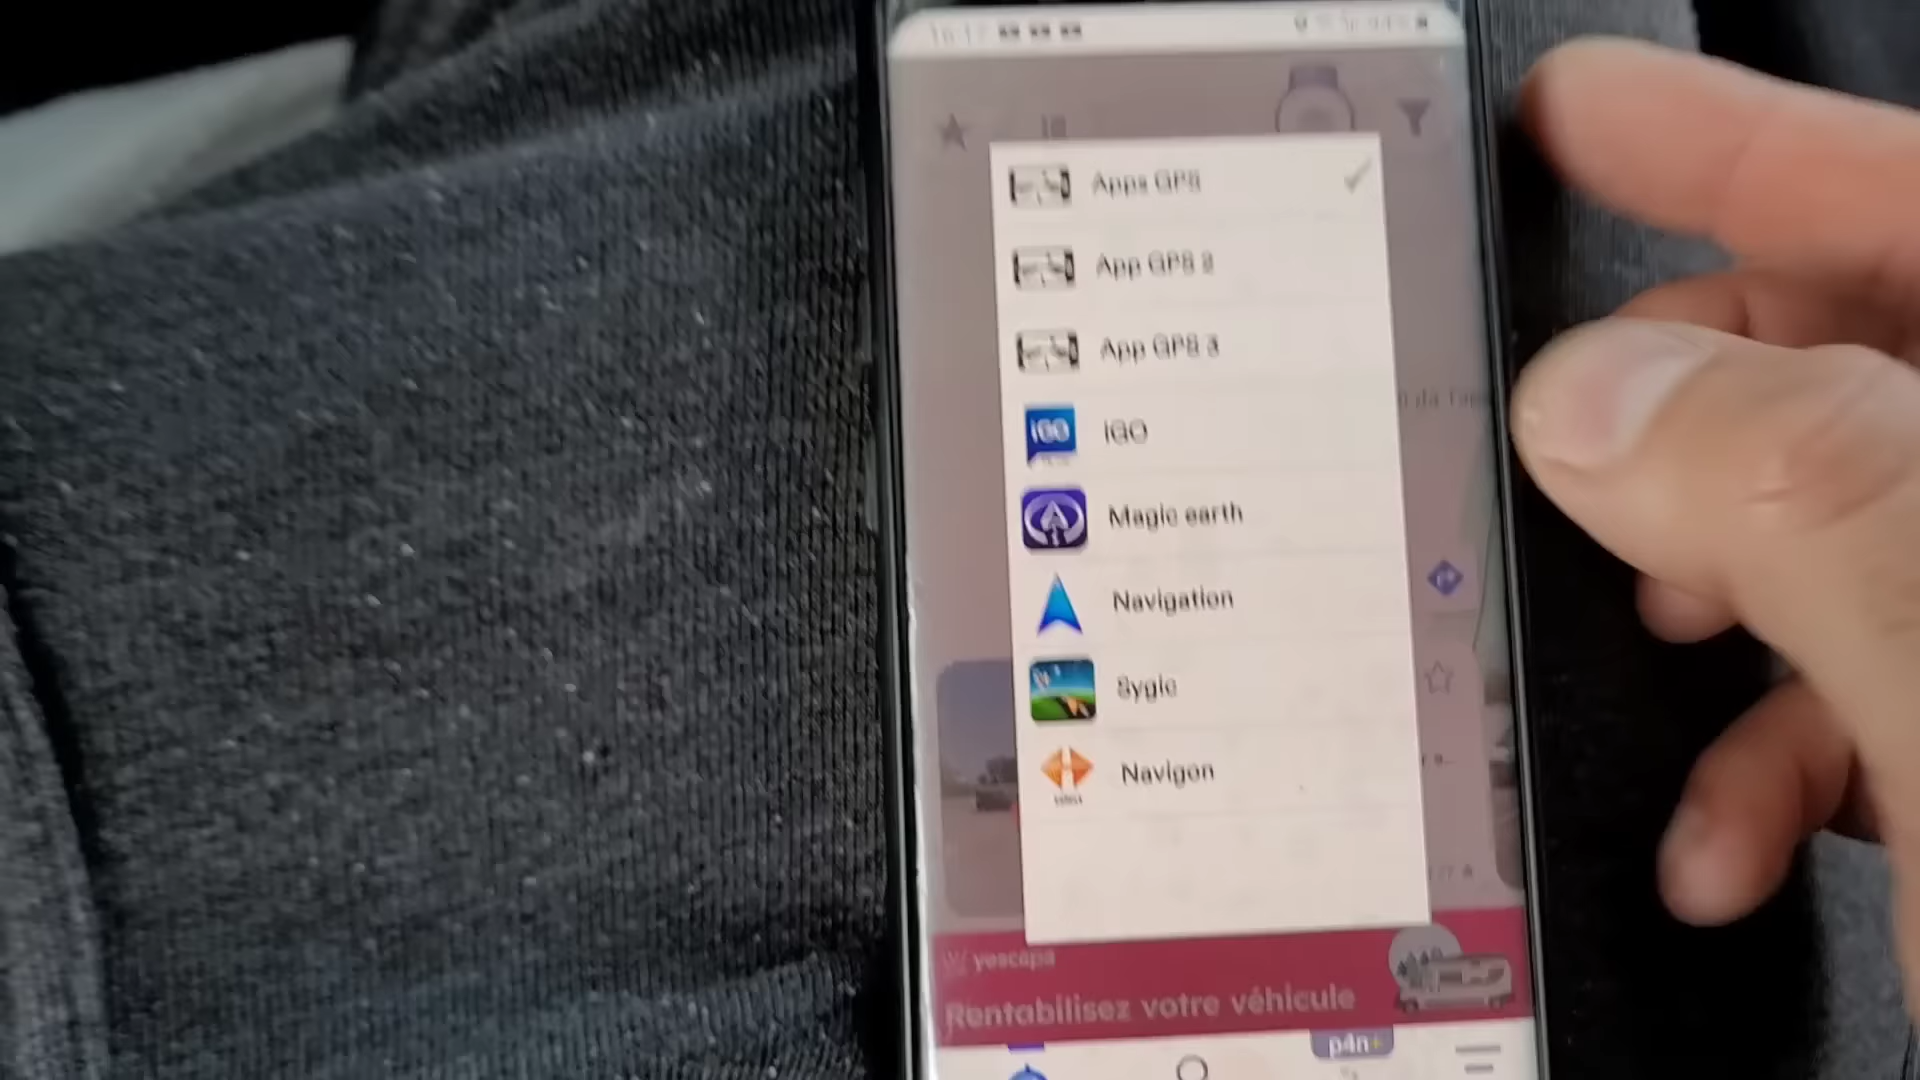 Apps GPS
App GPS 2
App GPS 3
iGO
IGO
Magic earth
Navigation
Sygic
Navigon
yescapa
Rentabilisez votre véhicule
p4n+